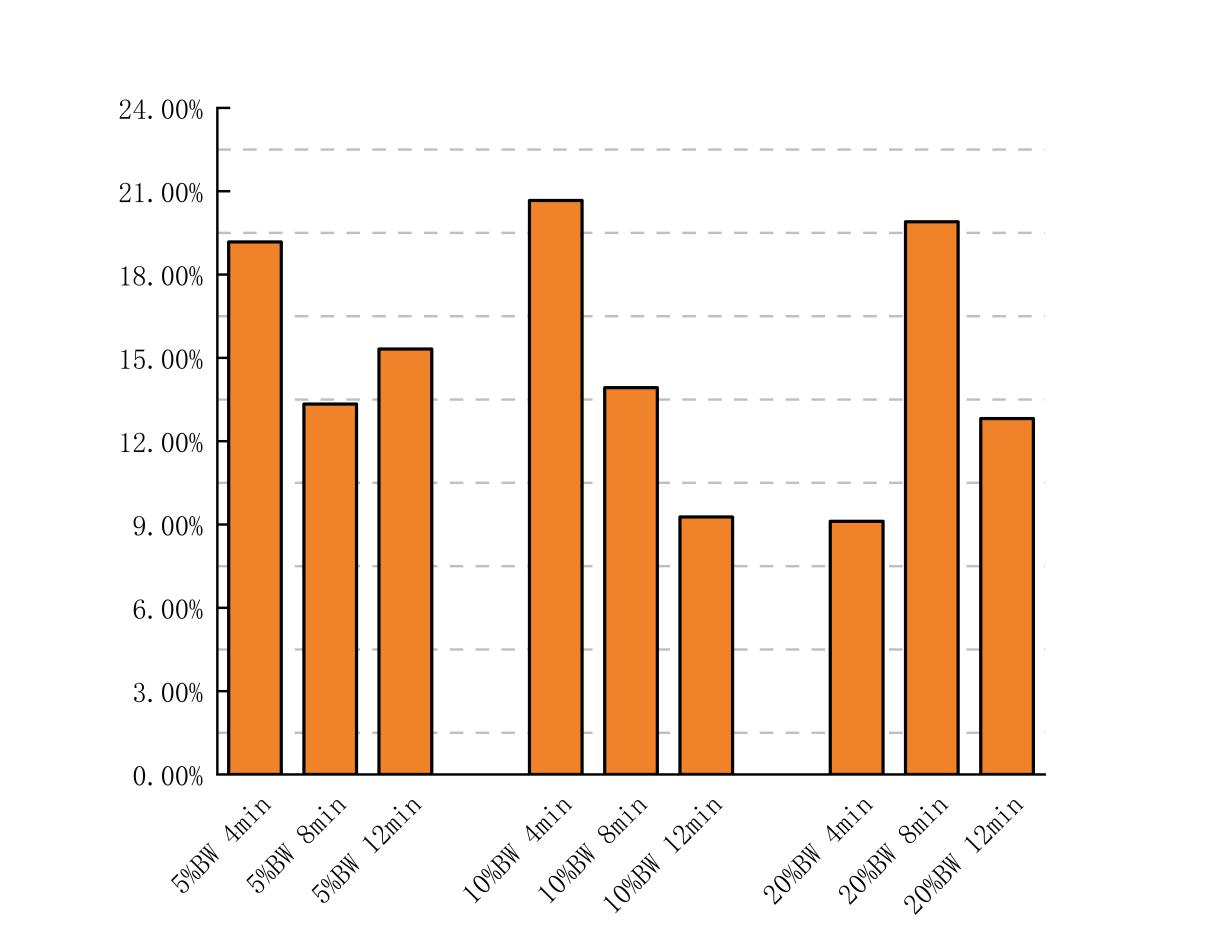 24.00%
21.00%
18.00%
15.00%
12.00%
9.00%
6.00%
3.00%
0.00%
5%BW 4min
5%BW 8min
5%BW 12min
10%BW 4min
10%BW 8min
10%BW 12min
20%BW 4min
20%BW 8min
20%BW 12min